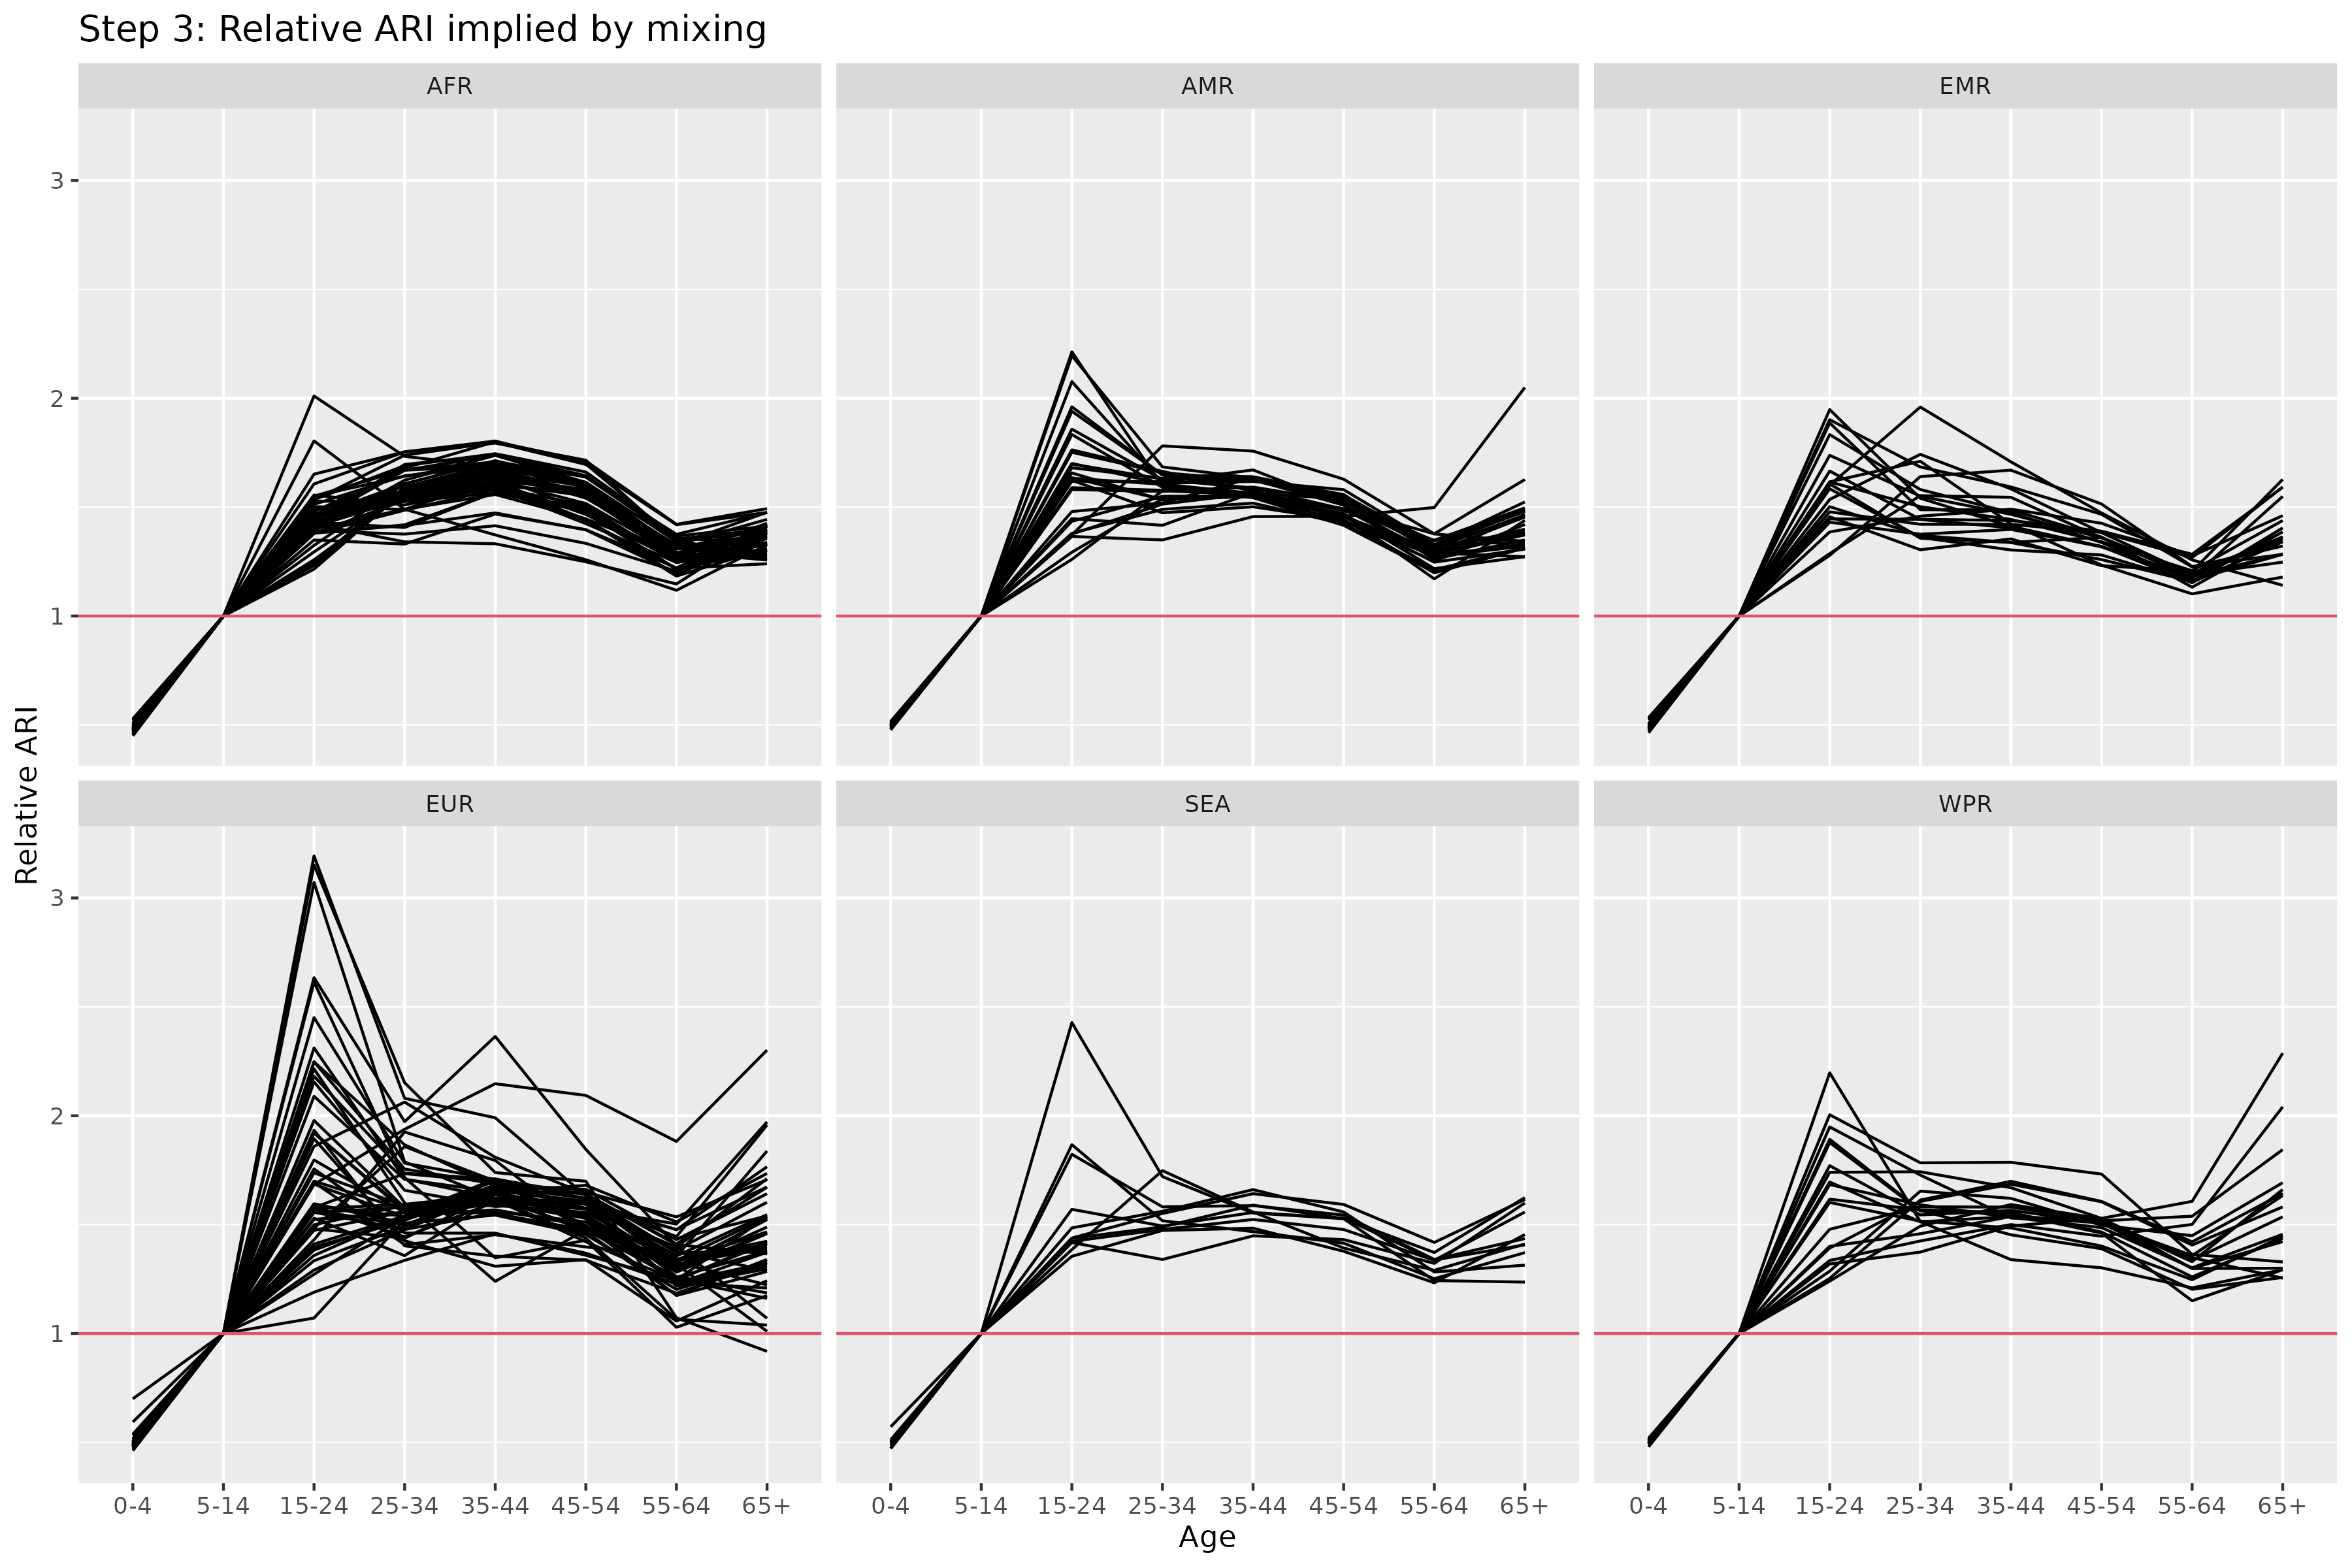 Step 3: Relative ARI implied by mixing
AFR AMR EMR
3
2
1
Relative ARI
EUR SEA WPR
3
2
1
0-4 5-14 15-24 25-34 35-44 45-54 55-64 65+ 0-4 5-14 15-24 25-34 35-44 45-54 55-64 65+ 0-4 5-14 15-24 25-34 35-44 45-54 55-64 65+
Age